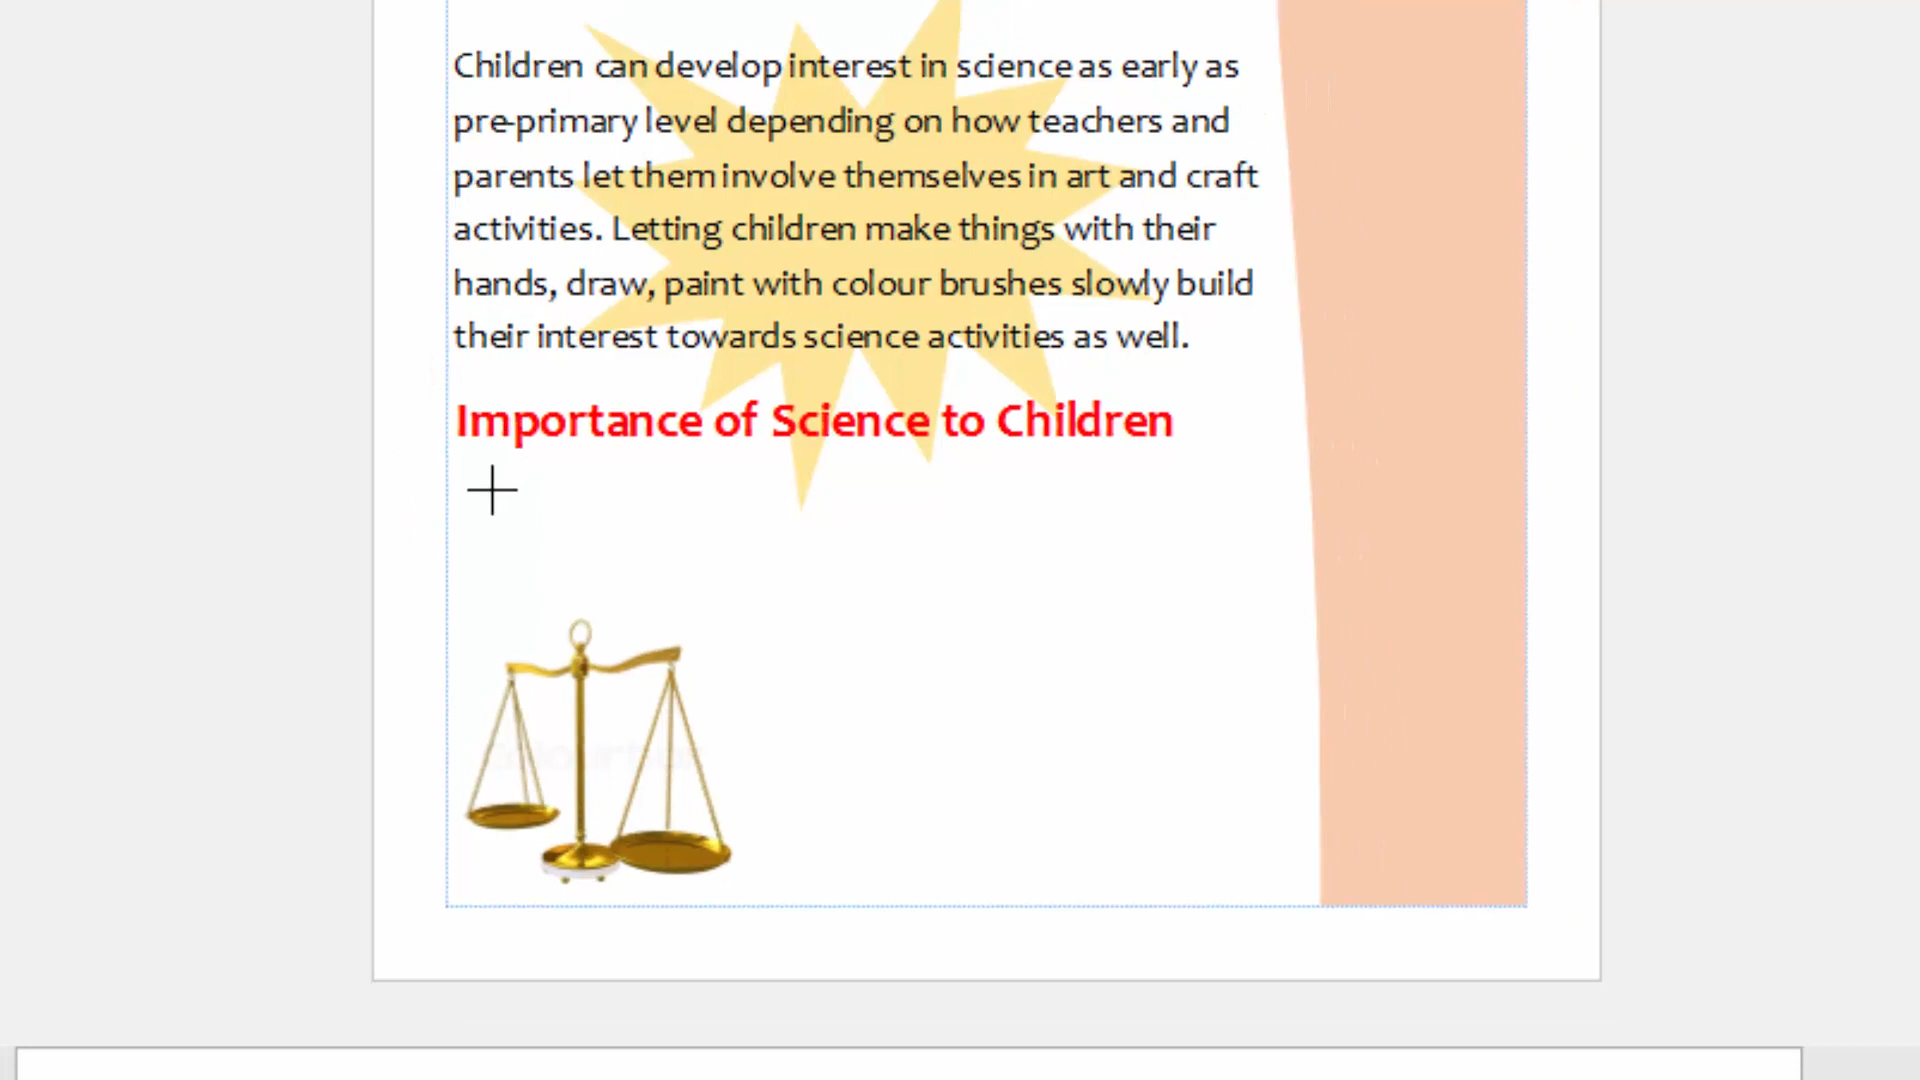 Children can develop interest in science as early as
pre-primary level depending on how teachers and
parents let them involve themselves in art and craft
activities. Letting children make things with their
hands, draw, paint with colour brushes slowly build
their interest towards science activities as well.
Importance of Science to Children